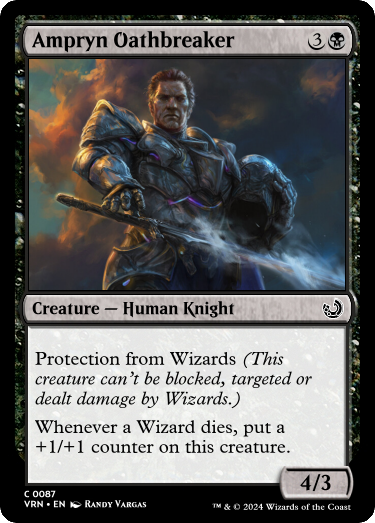 Ampryn Oathbreaker 3
Creature — Human Knight
Protection from Wizards (This
creature can't be blocked, targeted or
dealt damage by Wizards.)
Whenever a Wizard dies, put a
+1/+1 counter on this creature.
4/3
C 0087
VRN • EN Randy Vargas
™ & © 2024 Wizards of the Coast